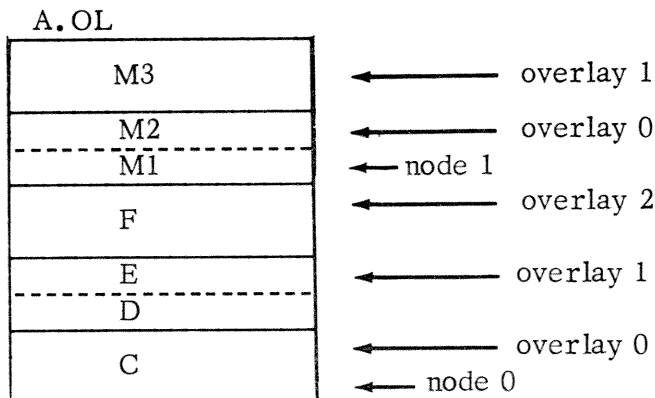 A.OL
M3
overlay 1
M2
overlay 0
M1
node 1
F
overlay 2
E
overlay 1
D
overlay 0
C
node 0